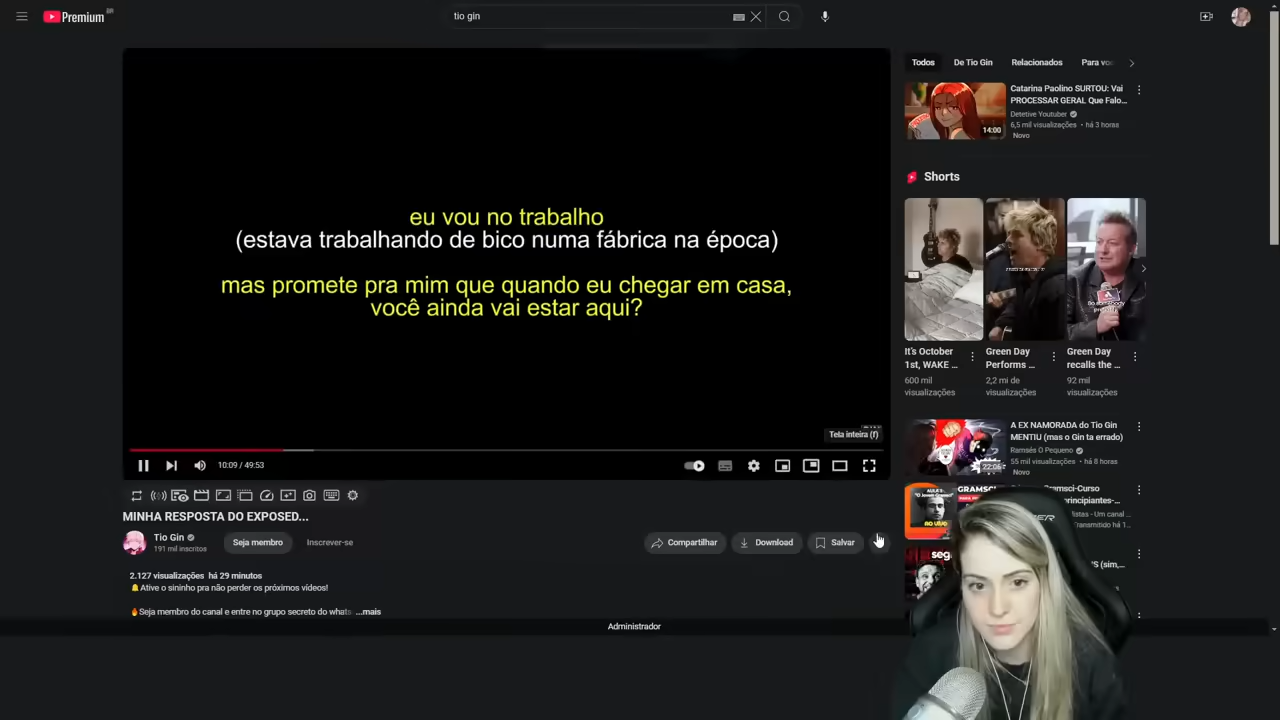 Premium BR
tio gin
eu vou no trabalho
(estava trabalhando de bico numa fábrica na época)
mas promete pra mim que quando eu chegar em casa,
você ainda vai estar aqui?
Tela inteira (f)
10:09 / 49:53
MINHA RESPOSTA DO EXPOSED...
Tio Gin
191 mil inscritos
Seja membro
Inscrever-se
Compartilhar
Download
Salvar
2.127 visualizações há 29 minutos
🔔Ative o sininho pra não perder os próximos vídeos!
🔥Seja membro do canal e entre no grupo secreto do whats ...mais
Administrador
Todos
De Tio Gin
Relacionados
Para vo
14:00
Catarina Paolino SURTOU: Vai
PROCESSAR GERAL Que Falo...
Detetive Youtuber
6,5 mil visualizações • há 3 horas
Novo
Shorts
It's October
1st, WAKE ...
600 mil
visualizações
Green Day
Performs ...
2,2 mi de
visualizações
Green Day
recalls the ...
92 mil
visualizações
22:06
A EX NAMORADA do Tio Gin
MENTIU (mas o Gin ta errado)
Ramsés O Pequeno
55 mil visualizações • há 8 horas
Novo
AO VIVO